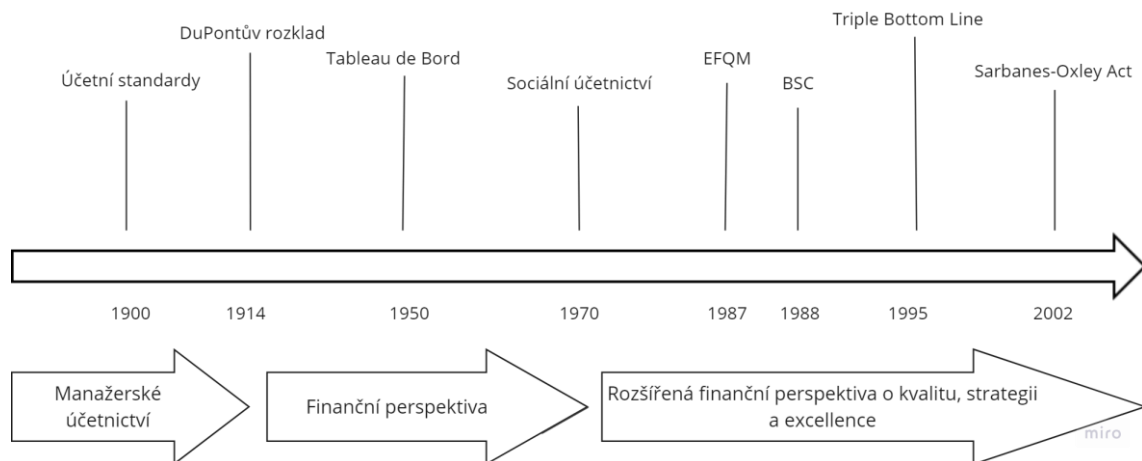 Triple Bottom Line
DuPontův rozklad
Tableau de Bord
EFQM
Sarbanes-Oxley Act
Účetní standardy
Sociální účetnictví
BSC
1900
1914
1950
1970
1987
1988
1995
2002
Manažerské
účetnictví
Finanční perspektiva
Rozšířená finanční perspektiva o kvalitu, strategii
a excellence
miro